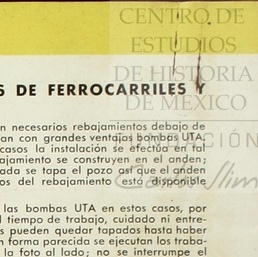 CENTRO DE
ESTUDIOS
DE HISTORIA
DE MÉXICO
S DE FERROCARRILES Y
n necesarios rebajamientos debajo de
an con grandes ventajas bombas UTA.
casos la instalación se efectúa en tal
ajamiento se construyen en el anden;
ada se tapa el pozo así que el anden
os del rebajamiento está disponible
las bombas UTA en estos casos, por
l tiempo de trabajo, cuidado ni entre-
s pueden quedar tapados hasta haber
n forma parecida se ejecutan los traba-
la foto al lado; no se interrumpe el